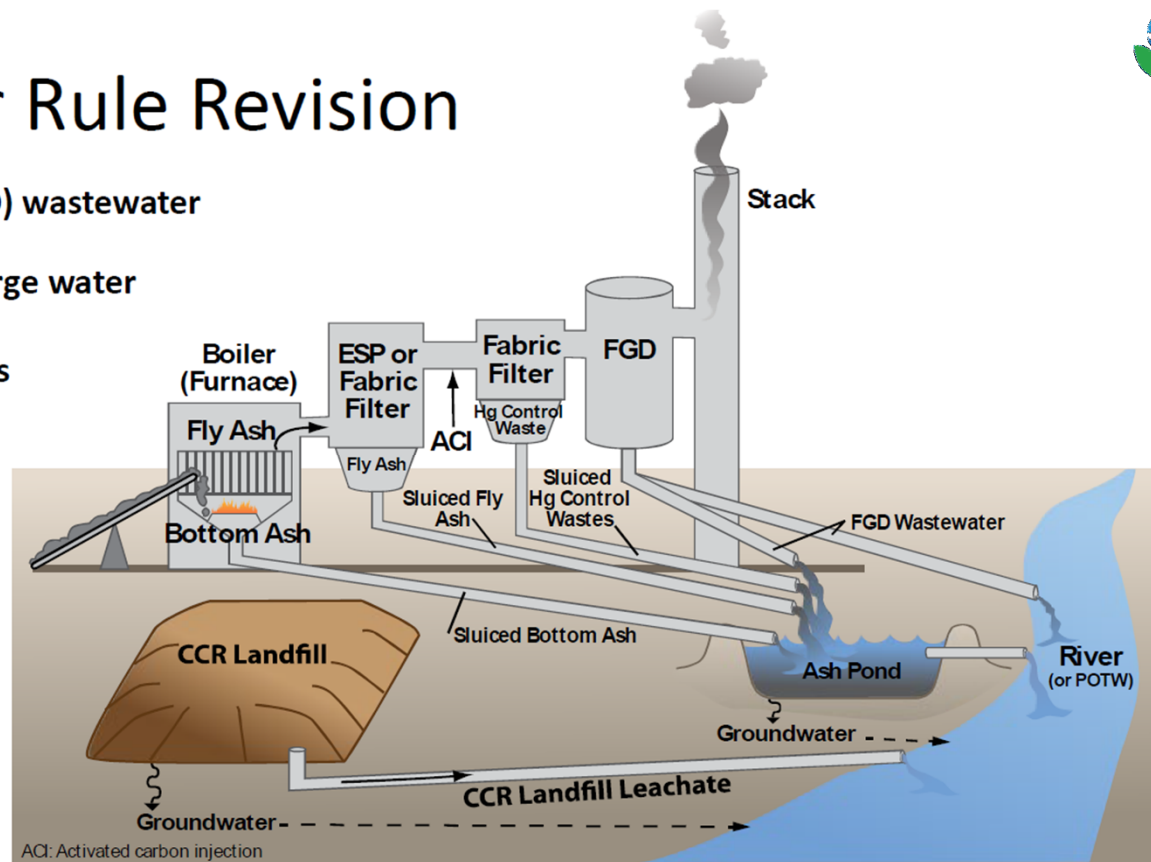 Rule Revision
) wastewater
rge water
s
Stack
Boiler
(Furnace)
Fly Ash
Bottom Ash
ESP or
Fabric
Filter
Fly Ash
ACI
Fabric
Filter
Hg Control
Waste
FGD
Sluiced Fly
Ash
Sluiced
Hg Control
Wastes
FGD Wastewater
Sluiced Bottom Ash
CCR Landfill
Ash Pond
River
(or POTW)
Groundwater
CCR Landfill Leachate
Groundwater
ACI: Activated carbon injection